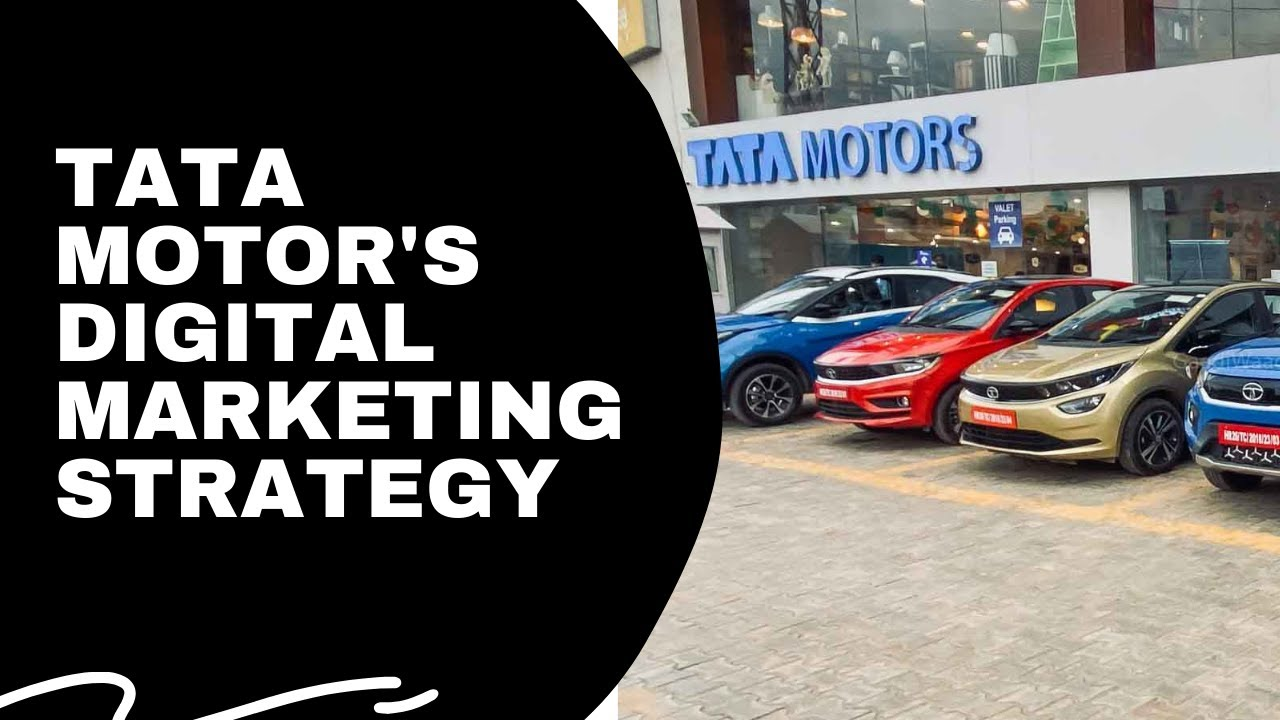 TATA
MOTOR'S
DIGITAL
MARKETING
STRATEGY
TATA MOTORS
VALET
Parking